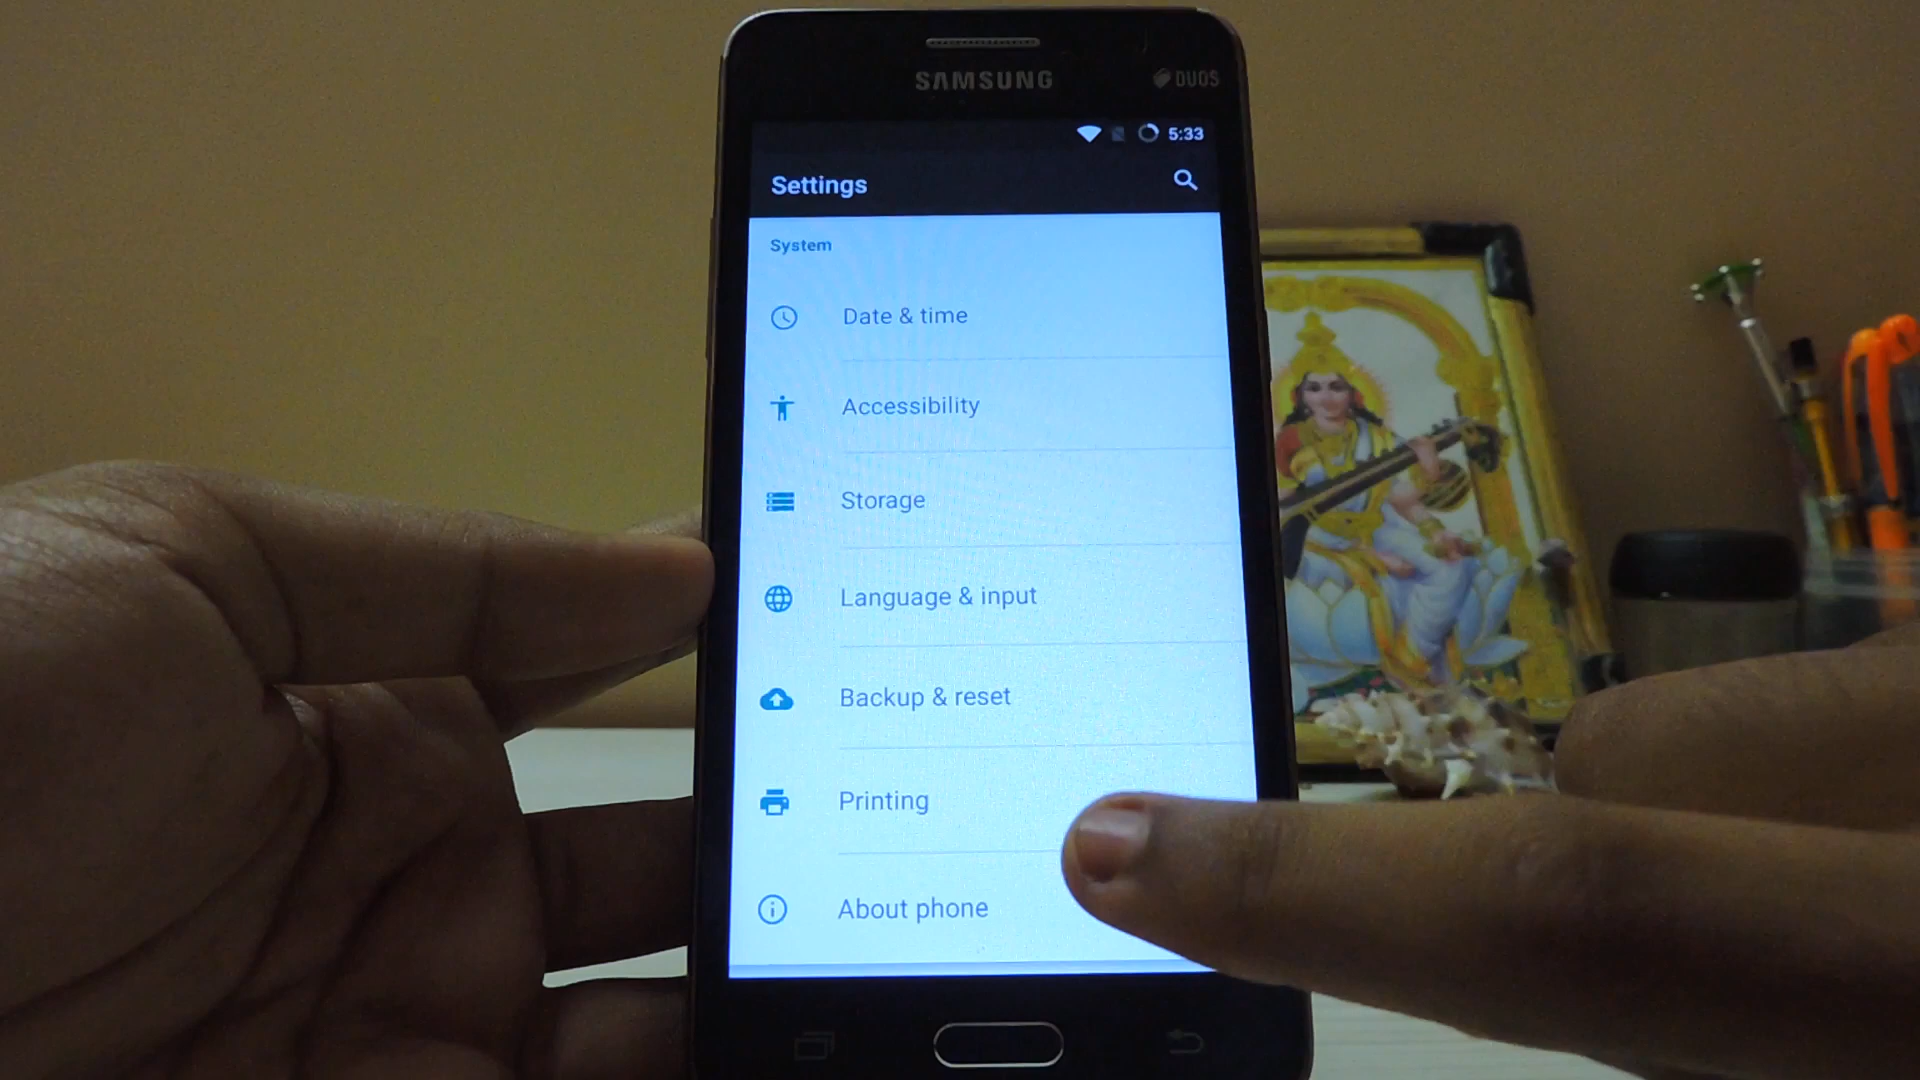 SAMSUNG
DUOS
5:33
Settings
System
Date & time
Accessibility
Storage
Language & input
Backup & reset
Printing
About phone